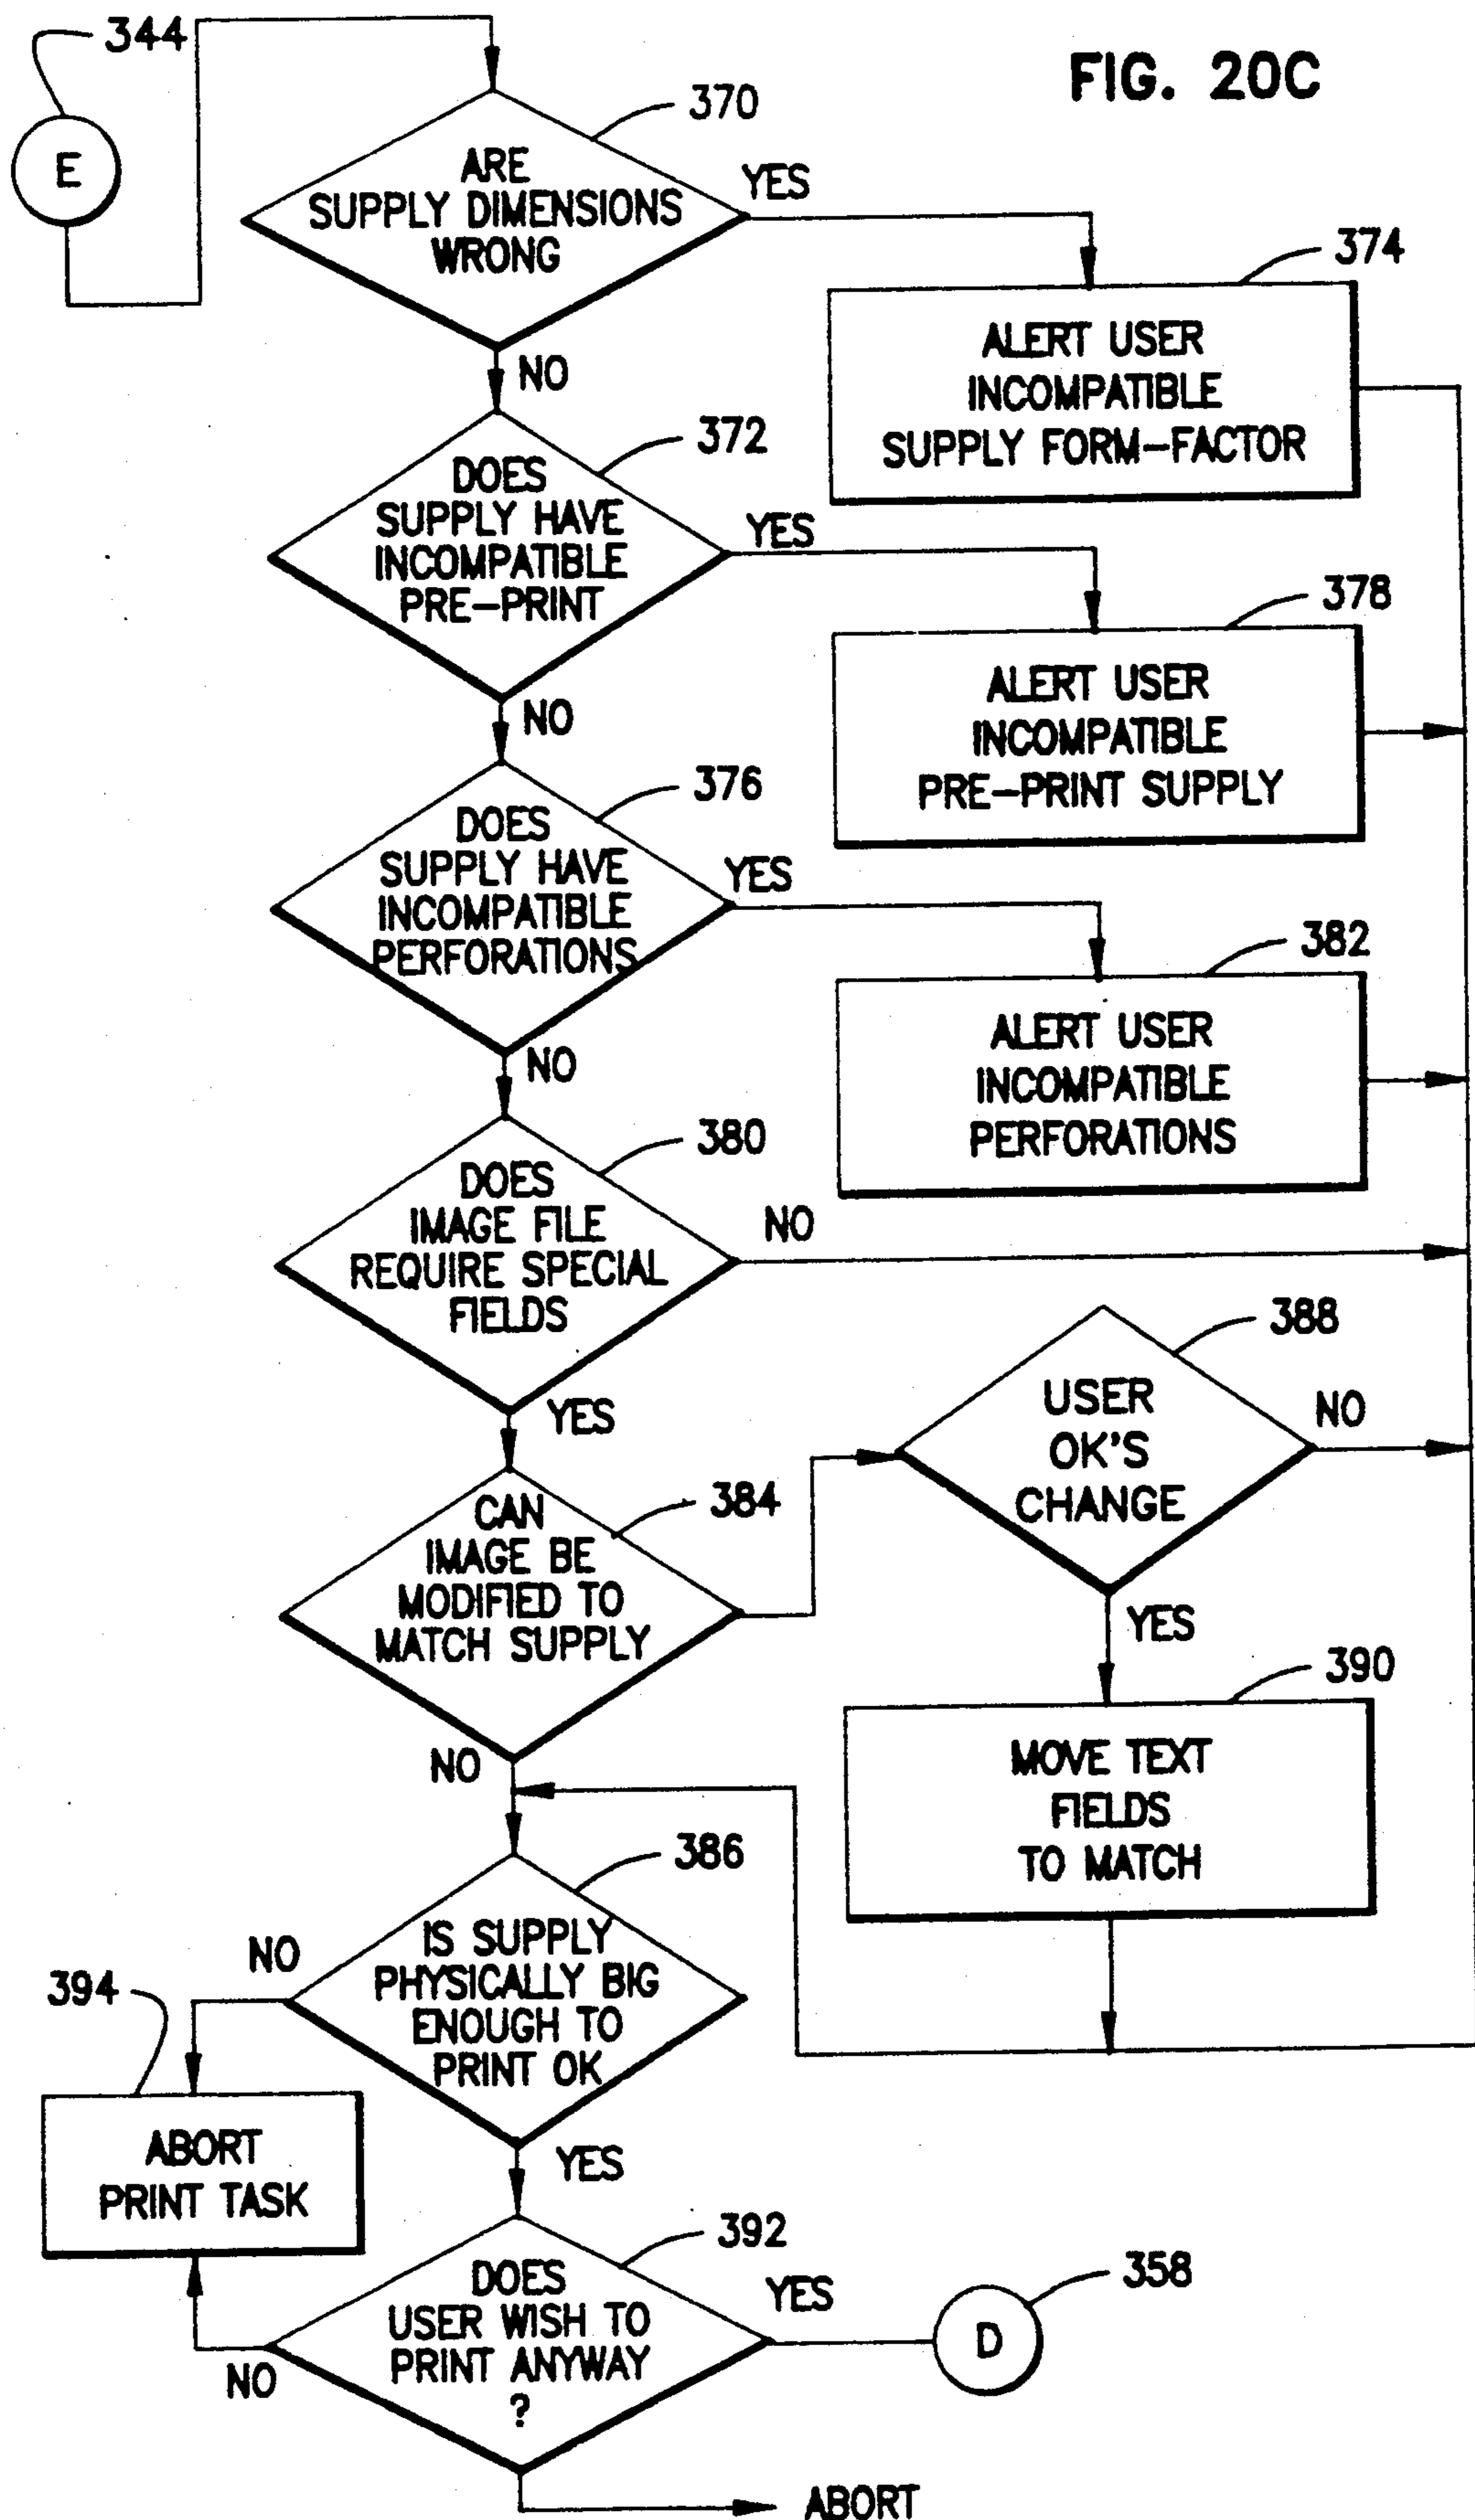 344
FIG. 20C
E
370
ARE
SUPPLY DIMENSIONS
WRONG
YES
374
ALERT USER
INCOMPATIBLE
SUPPLY FORM-FACTOR
NO
372
DOES
SUPPLY HAVE
INCOMPATIBLE
PRE-PRINT
YES
378
ALERT USER
INCOMPATIBLE
PRE-PRINT SUPPLY
NO
376
DOES
SUPPLY HAVE
INCOMPATIBLE
PERFORATIONS
YES
382
ALERT USER
INCOMPATIBLE
PERFORATIONS
NO
380
DOES
IMAGE FILE
REQUIRE SPECIAL
FIELDS
NO
388
USER
OK'S
CHANGE
NO
YES
384
CAN
IMAGE BE
MODIFIED TO
MATCH SUPPLY
YES
390
MOVE TEXT
FIELDS
TO MATCH
NO
386
IS SUPPLY
PHYSICALLY BIG
ENOUGH TO
PRINT OK
NO
394
ABORT
PRINT TASK
YES
392
DOES
USER WISH TO
PRINT ANYWAY
?
YES
358
D
NO
ABORT